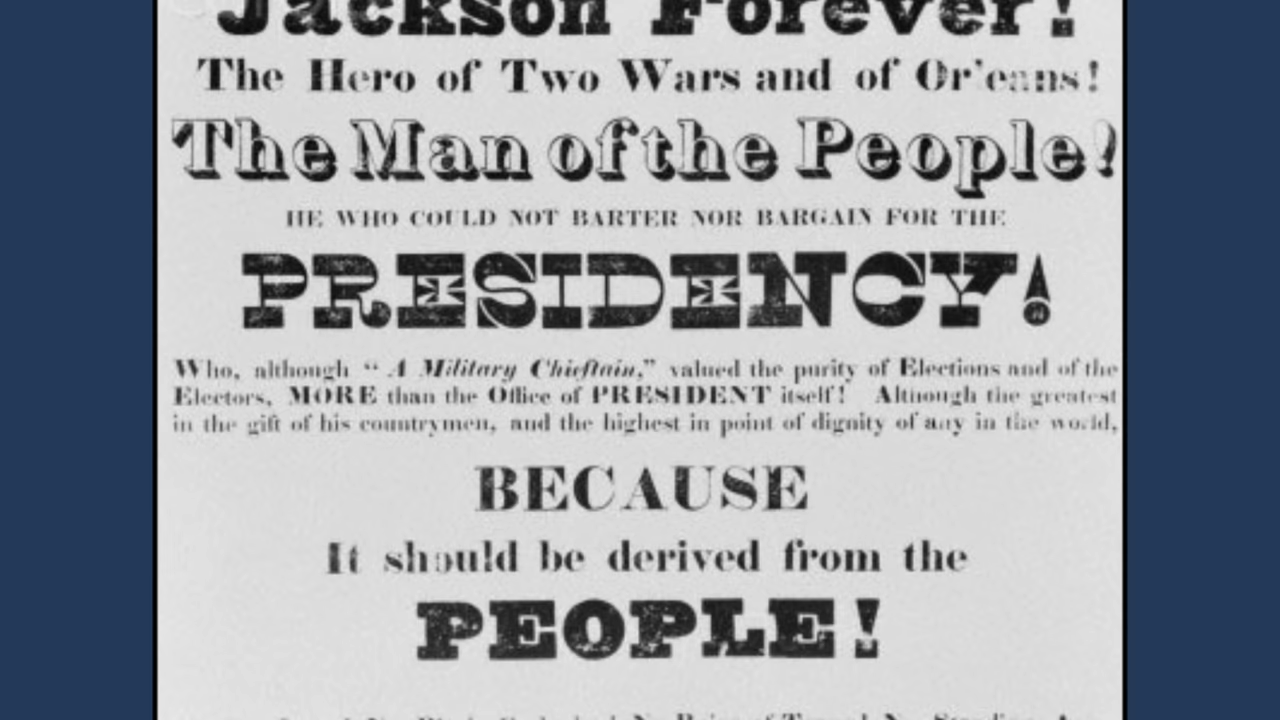 Jackson Forever!
The Hero of Two Wars and of Orleans!
The Man of the People!
HE WHO COULD NOT BARTER NOR BARGAIN FOR THE
PRESIDENCY!
Who, although “ A Military Chieftain,” valued the purity of Elections and of the
Electors, MORE than the Office of PRESIDENT itself! Although the greatest
in the gift of his countrymen, and the highest in point of dignity of any in the world,
BECAUSE
It should be derived from the
PEOPLE!